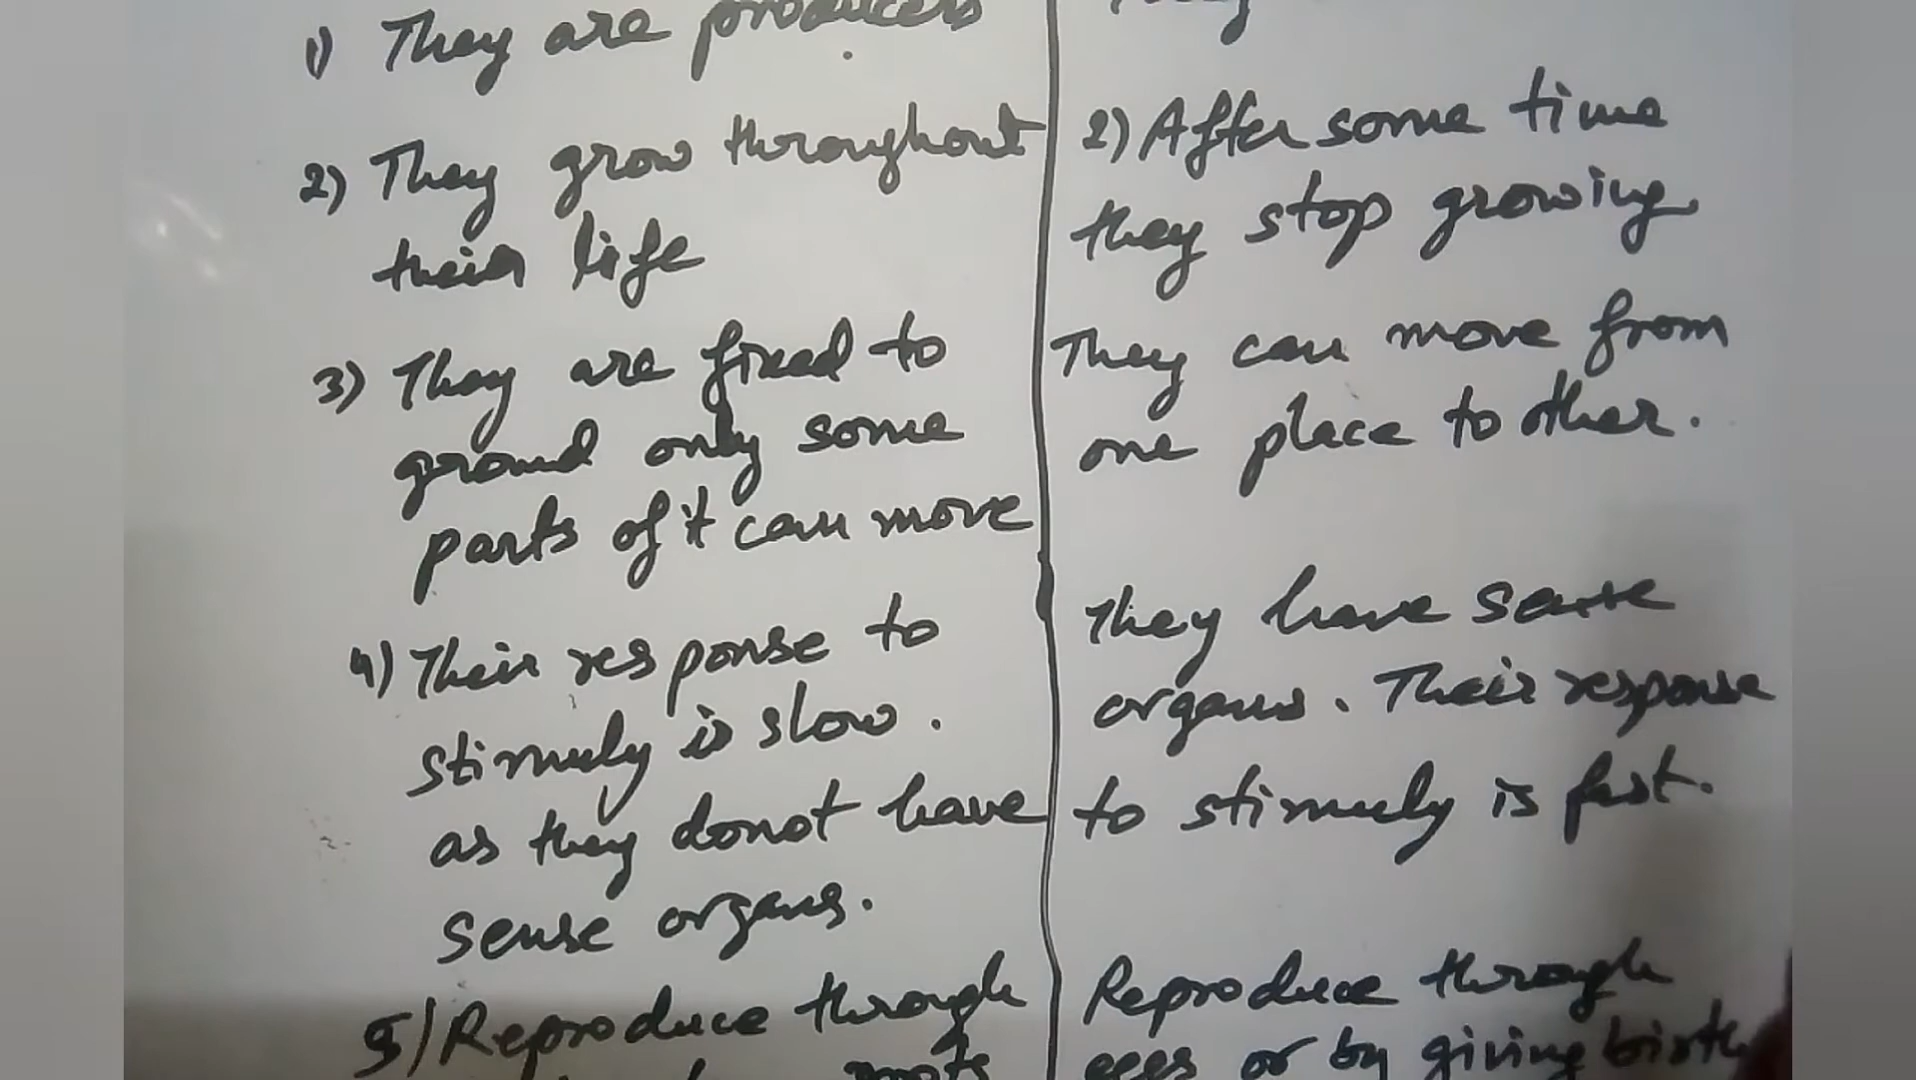 1) They are producers
2) They grow throughout
their life
3) They are fixed to
ground only some
parts of it can move
4) Their response to
stimuly is slow.
as they donot have
sense organs.
5) Reproduce through
roots
They
2) After some time
they stop growing
They can move from
one place to other.
They have sense
organs. Their response
to stimuly is fast.
Reproduce through
eggs or by giving birth